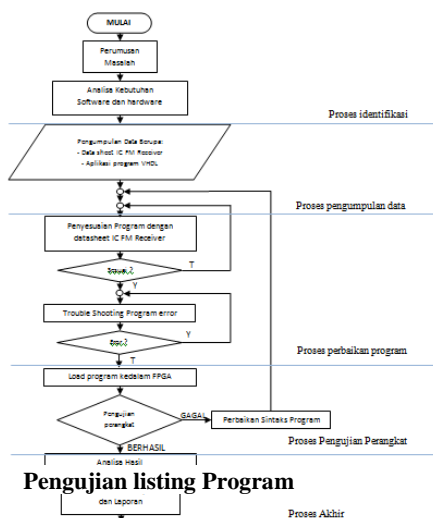 MULAI
Perumusan
Masalah
Analisa Kebutuhan
Software dan hardware
Proses identifikasi
Pengumpulan Data Berupa:
- Data sheet IC FM Receiver
- Aplikasi program VHDL
Proses pengumpulan data
Penyesuaian Program dengan
datasheet IC FM Receiver
T
Y
Trouble Shooting Program error
Y
Proses perbaikan program
T
Load program kedalam FPGA
Pengujian
perangkat
GAGAL
Perbaikan Sintaks Program
Proses Pengujian Perangkat
BERHASIL
Analisa Hasil
Pengujian listing Program
dan Laporan
Proses Akhir